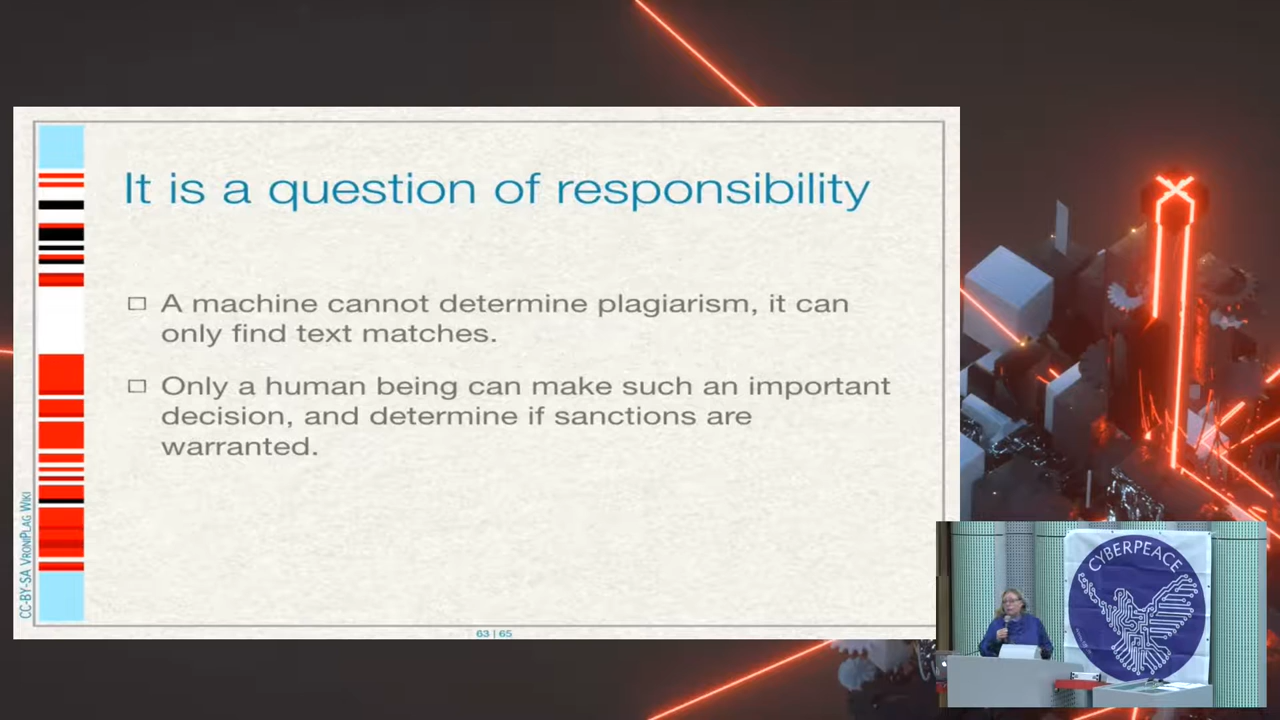 It is a question of responsibility
□ A machine cannot determine plagiarism, it can
only find text matches.
□ Only a human being can make such an important
decision, and determine if sanctions are
warranted.
CC-BY-SA VRONIPLAG WIKI
63 | 65
CYBERPEACE